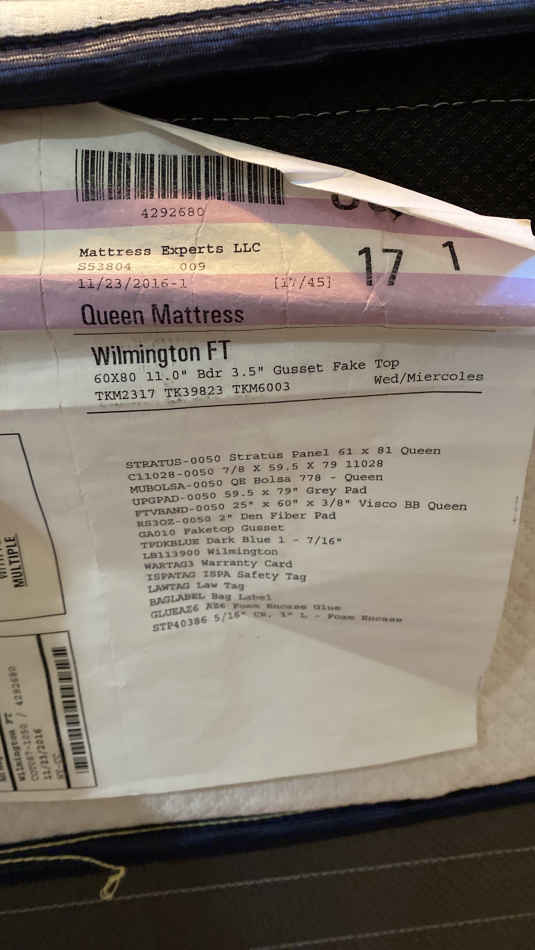 4292680
Mattress Experts LLC
S53804 009
11/23/2016-1 [17/45]
17 1
Queen Mattress
Wilmington FT
60X80 11.0" Bdr 3.5" Gusset Fake Top
TKM2317 TK39823 TKM6003 Wed/Miercoles
STRATUS-0050 Stratus Panel 61 x 81 Queen
C11028-0050 7/8 X 59.5 X 79 11028
MUBOLSA-0050 QE Bolsa 778 - Queen
UPGPAD-0050 59.5 x 79" Grey Pad
FTVBAND-0050 25" x 60" x 3/8" Visco BB Queen
RS3OZ-0050 2" Den Fiber Pad
GA010 Faketop Gusset
TPDKBLUE Dark Blue 1 - 7/16"
LB113900 Wilmington
WARTAG3 Warranty Card
ISPATAG ISPA Safety Tag
LAWTAG Law Tag
BAGLABEL Bag Label
GLUEAZ6 AZ6 Foam Encase Glue
STP40386 5/16" CR, 1" L - Foam Encase
MULTIPLE
Wilmington FT
/ 4292680
11/23/2016